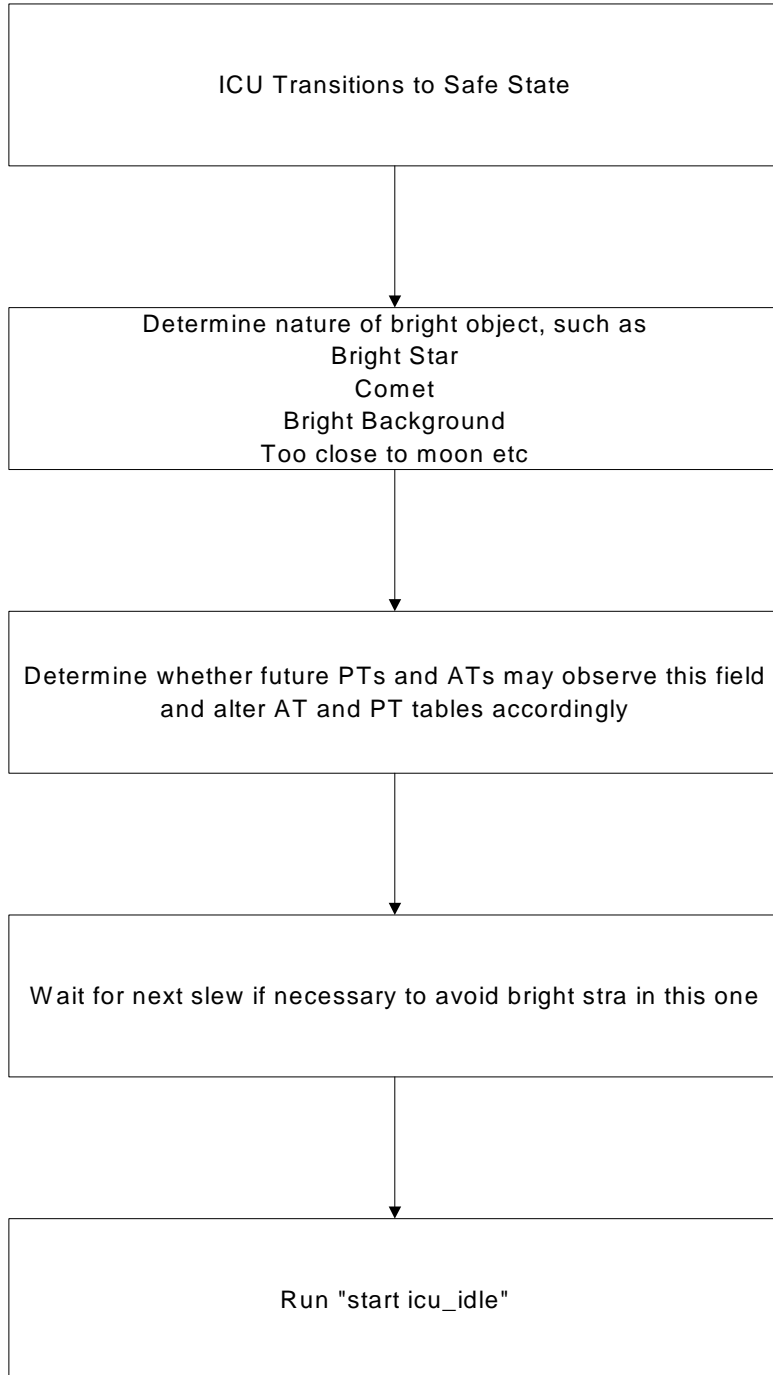 ICU Transitions to Safe State
Determine nature of bright object, such as
Bright Star
Comet
Bright Background
Too close to moon etc
Determine whether future PTs and ATs may observe this field
and alter AT and PT tables accordingly
Wait for next slew if necessary to avoid bright stra in this one
Run "start icu_idle"